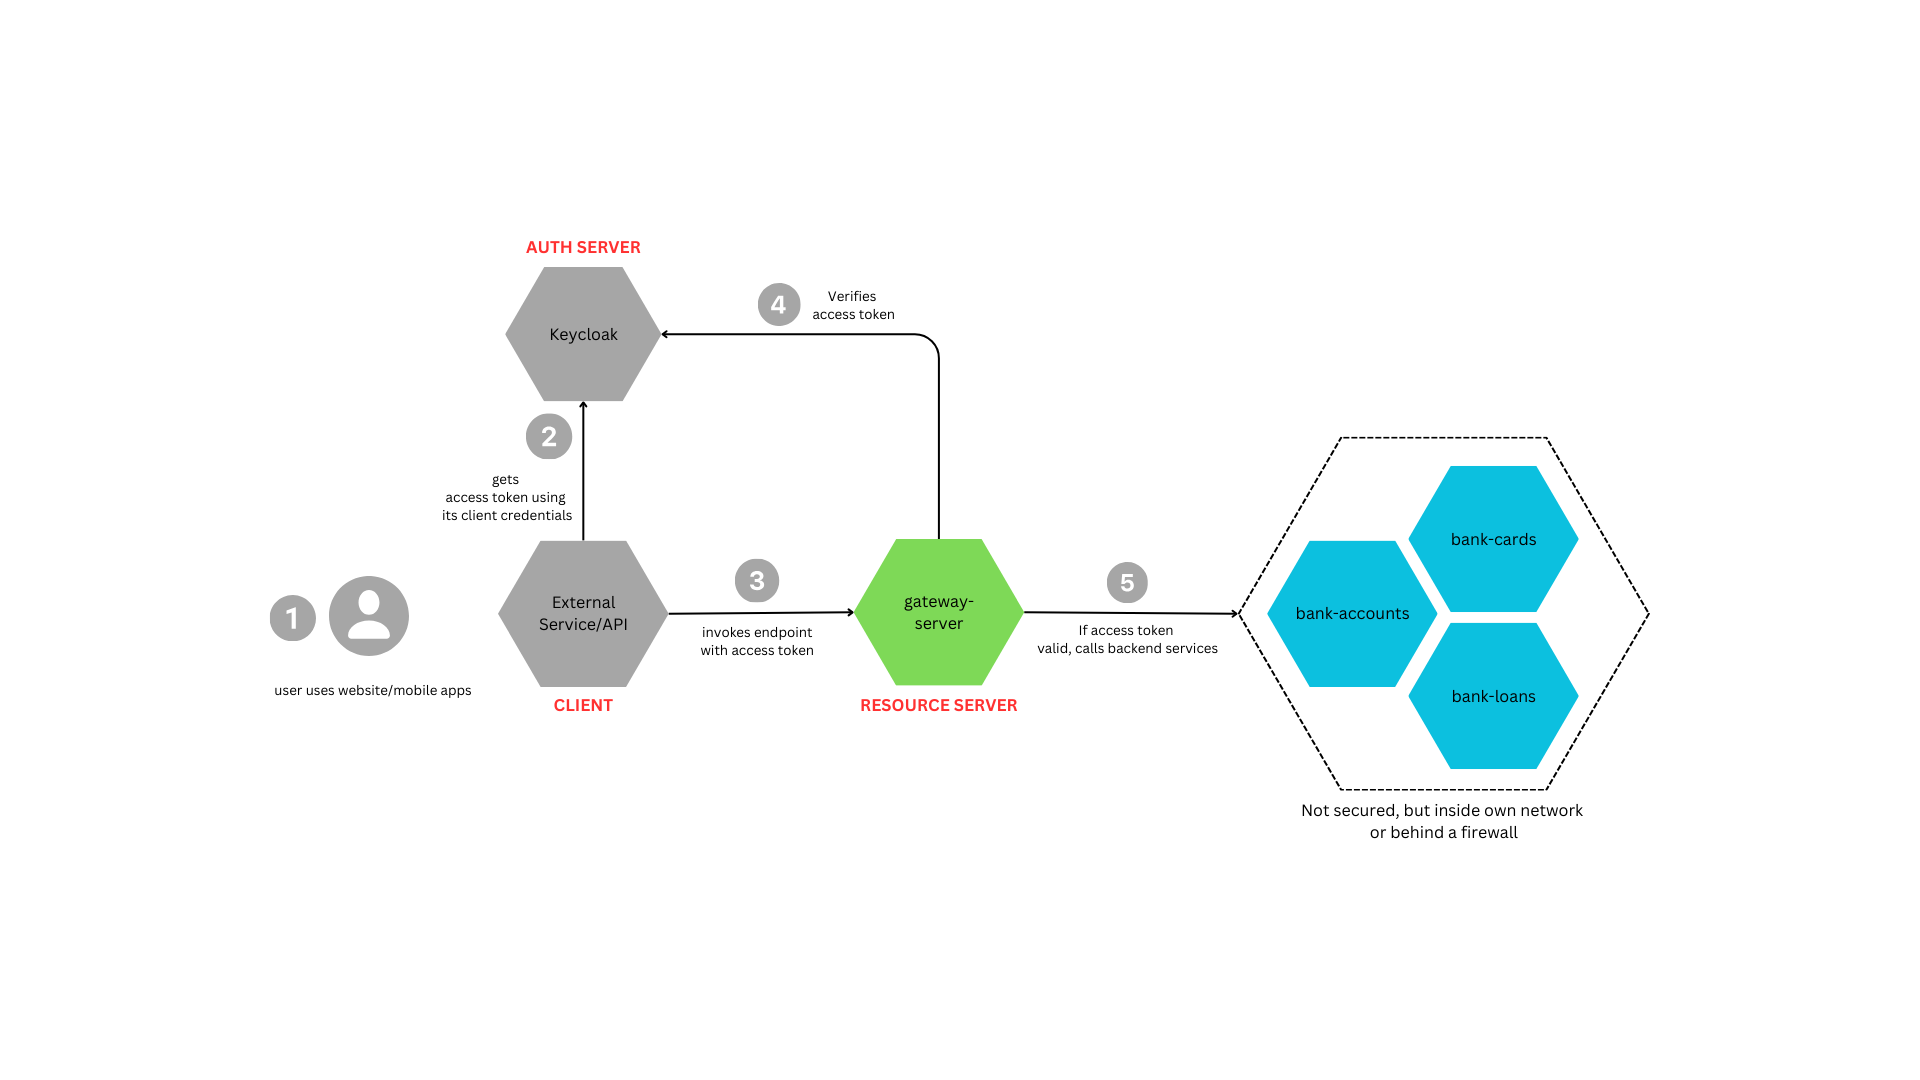 AUTH SERVER
Keycloak
4
Verifies
access token
2
gets
access token using
its client credentials
1
user uses website/mobile apps
External
Service/API
CLIENT
3
invokes endpoint
with access token
gateway-
server
RESOURCE SERVER
5
If access token
valid, calls backend services
bank-cards
bank-accounts
bank-loans
Not secured, but inside own network
or behind a firewall